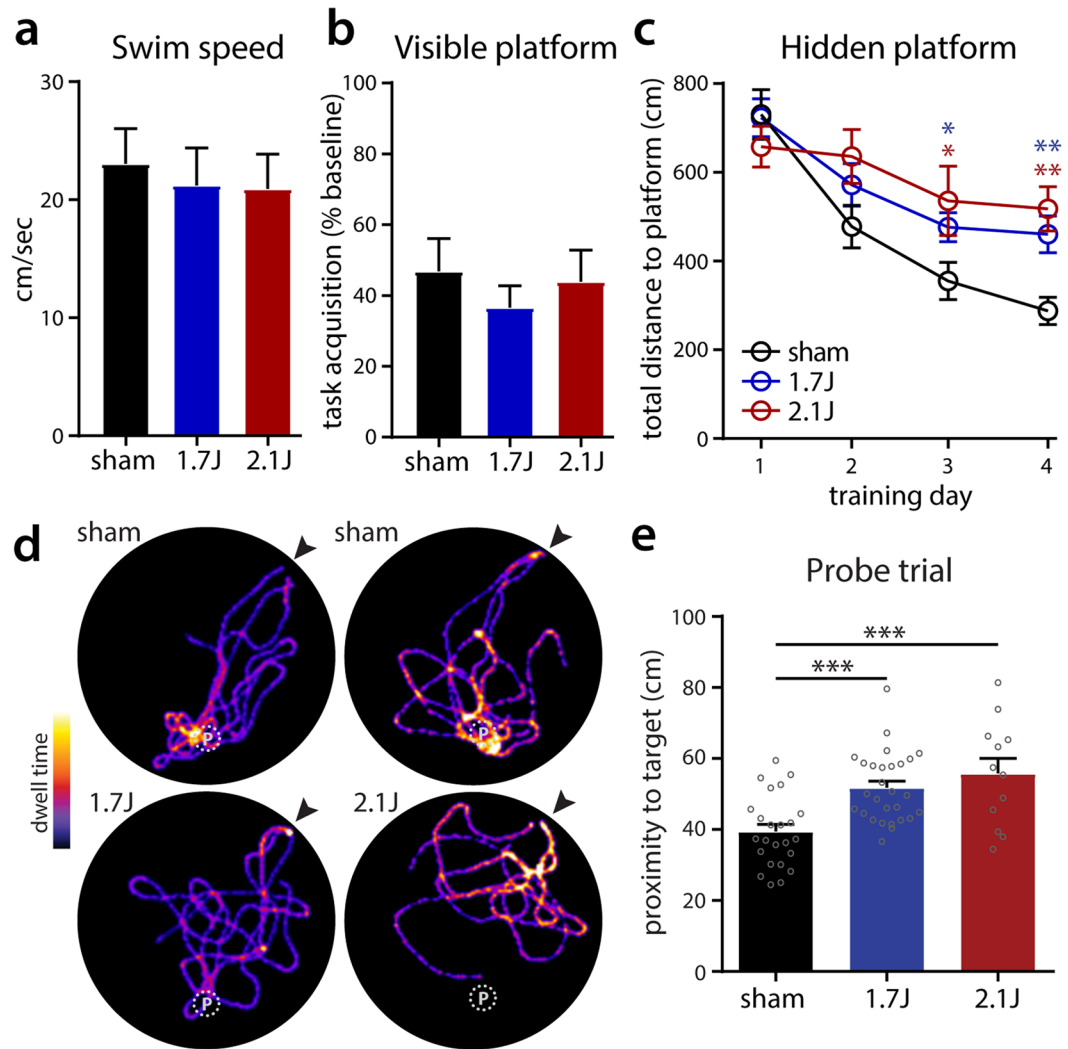 a
Swim speed
cm/sec
30
20
10
0
sham 1.7J 2.1J
b
Visible platform
task acquisition (% baseline)
100
80
60
40
20
0
sham 1.7J 2.1J
c
Hidden platform
total distance to platform (cm)
800
600
400
200
0
*
*
**
**
sham
1.7J
2.1J
1 2 3 4
training day
d
sham
P
sham
P
dwell time
1.7J
P
2.1J
P
e
Probe trial
proximity to target (cm)
100
80
60
40
20
0
***
***
sham 1.7J 2.1J